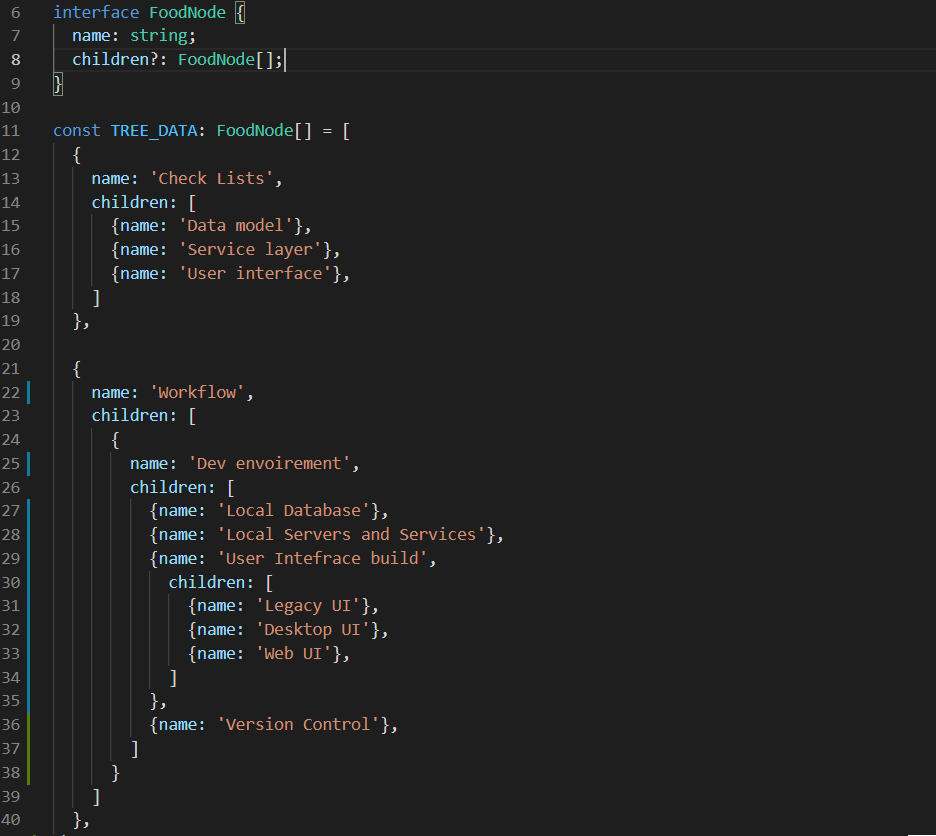 6 interface FoodNode {
7 name: string;
8 children?: FoodNode[];
9 }
10
11 const TREE_DATA: FoodNode[] = [
12 {
13 name: 'Check Lists',
14 children: [
15 {name: 'Data model'},
16 {name: 'Service layer'},
17 {name: 'User interface'},
18 ]
19 },
20
21 {
22 name: 'Workflow',
23 children: [
24 {
25 name: 'Dev envoirement',
26 children: [
27 {name: 'Local Database'},
28 {name: 'Local Servers and Services'},
29 {name: 'User Intefrace build',
30 children: [
31 {name: 'Legacy UI'},
32 {name: 'Desktop UI'},
33 {name: 'Web UI'},
34 ]
35 },
36 {name: 'Version Control'},
37 ]
38 }
39 ]
40 },